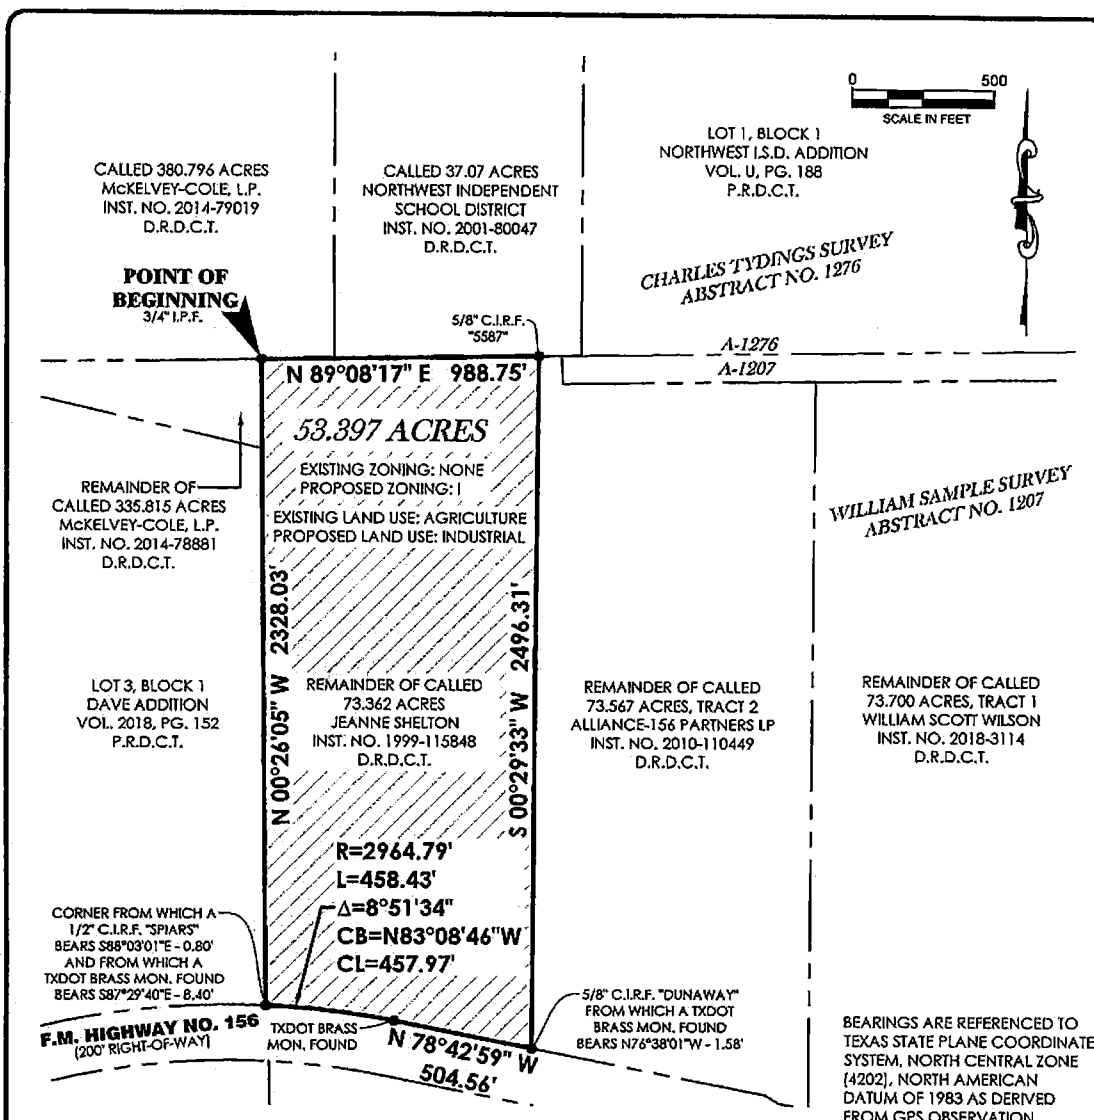 0 500
SCALE IN FEET
CALLED 380.796 ACRES
McKELVEY-COLE, L.P.
INST. NO. 2014-79019
D.R.D.C.T.
CALLED 37.07 ACRES
NORTHWEST INDEPENDENT
SCHOOL DISTRICT
INST. NO. 2001-80047
D.R.D.C.T.
LOT 1, BLOCK 1
NORTHWEST I.S.D. ADDITION
VOL. U, PG. 188
P.R.D.C.T.
CHARLES TYDINGS SURVEY
ABSTRACT NO. 1276
POINT OF
BEGINNING
3/4" I.P.F.
5/8" C.I.R.F.
"5587"
A-1276
A-1207
N 89°08'17" E 988.75'
53.397 ACRES
EXISTING ZONING: NONE
PROPOSED ZONING: I
EXISTING LAND USE: AGRICULTURE
PROPOSED LAND USE: INDUSTRIAL
REMAINDER OF
CALLED 335.815 ACRES
McKELVEY-COLE, L.P.
INST. NO. 2014-78881
D.R.D.C.T.
WILLIAM SAMPLE SURVEY
ABSTRACT NO. 1207
N 00°26'05" W 2328.03'
S 00°29'33" W 2496.31'
LOT 3, BLOCK 1
DAVE ADDITION
VOL. 2018, PG. 152
P.R.D.C.T.
REMAINDER OF CALLED
73.362 ACRES
JEANNE SHELTON
INST. NO. 1999-115848
D.R.D.C.T.
REMAINDER OF CALLED
73.567 ACRES, TRACT 2
ALLIANCE-156 PARTNERS LP
INST. NO. 2010-110449
D.R.D.C.T.
REMAINDER OF CALLED
73.700 ACRES, TRACT 1
WILLIAM SCOTT WILSON
INST. NO. 2018-3114
D.R.D.C.T.
R=2964.79'
L=458.43'
Δ=8°51'34"
CB=N83°08'46"W
CL=457.97'
CORNER FROM WHICH A
1/2" C.I.R.F. "SPIARS"
BEARS S88°03'01"E - 0.80'
AND FROM WHICH A
TXDOT BRASS MON. FOUND
BEARS S87°29'40"E - 8.40'
F.M. HIGHWAY NO. 156
(200' RIGHT-OF-WAY)
TXDOT BRASS
MON. FOUND
N 78°42'59" W
504.56'
5/8" C.I.R.F. "DUNAWAY"
FROM WHICH A TXDOT
BRASS MON. FOUND
BEARS N76°38'01"W - 1.58'
BEARINGS ARE REFERENCED TO
TEXAS STATE PLANE COORDINATE
SYSTEM, NORTH CENTRAL ZONE
(4202), NORTH AMERICAN
DATUM OF 1983 AS DERIVED
FROM GPS OBSERVATION